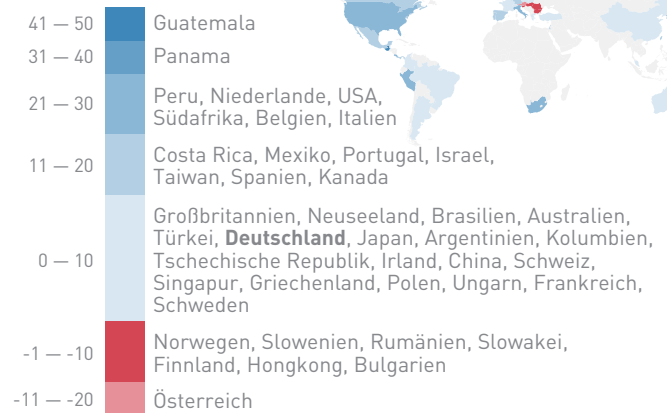 41 — 50 Guatemala
31 — 40 Panama
21 — 30 Peru, Niederlande, USA,
Südafrika, Belgien, Italien
11 — 20 Costa Rica, Mexiko, Portugal, Israel,
Taiwan, Spanien, Kanada
0 — 10 Großbritannien, Neuseeland, Brasilien, Australien,
Türkei, Deutschland, Japan, Argentinien, Kolumbien,
Tschechische Republik, Irland, China, Schweiz,
Singapur, Griechenland, Polen, Ungarn, Frankreich,
Schweden
-1 — -10 Norwegen, Slowenien, Rumänien, Slowakei,
Finnland, Hongkong, Bulgarien
-11 — -20 Österreich